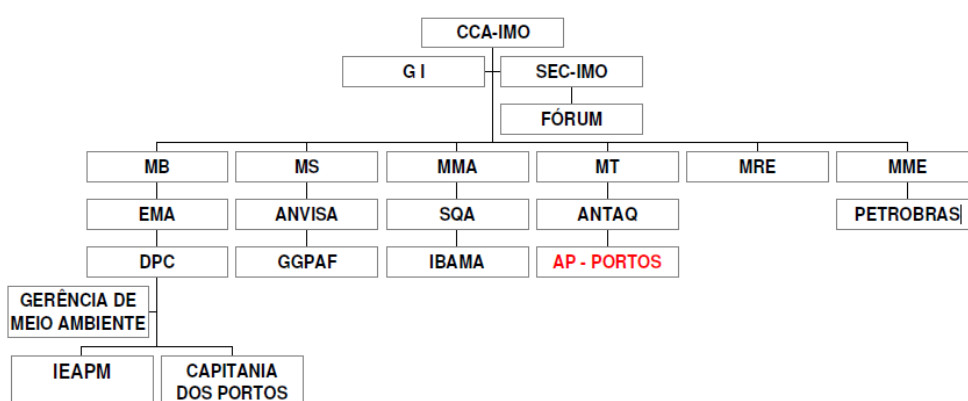 CCA-IMO
G I
SEC-IMO
FÓRUM
MB
MS
MMA
MT
MRE
MME
EMA
ANVISA
SQA
ANTAQ
PETROBRAS
DPC
GGPAF
IBAMA
AP - PORTOS
GERÊNCIA DE
MEIO AMBIENTE
IEAPM
CAPITANIA
DOS PORTOS